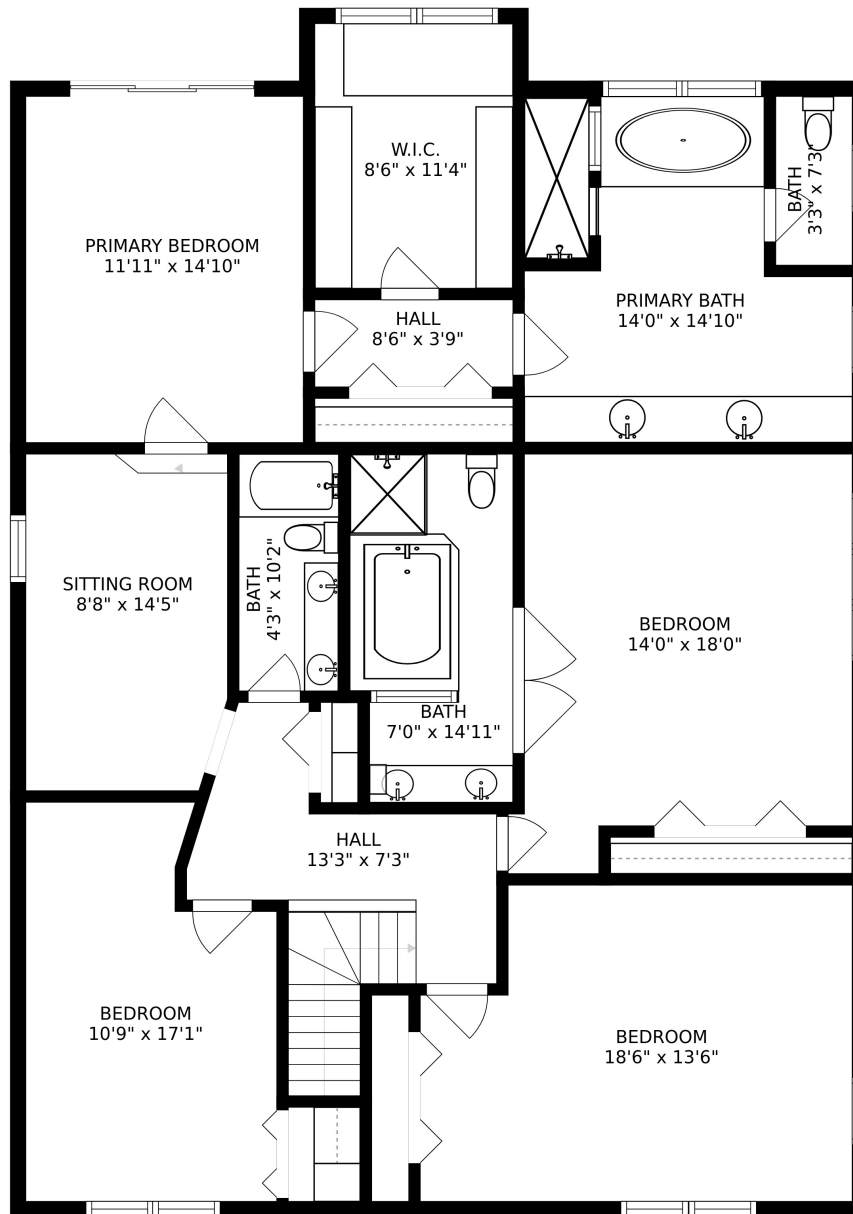 W.I.C.
8'6" x 11'4"
BATH
3'3" x 7'3"
PRIMARY BEDROOM
11'11" x 14'10"
HALL
8'6" x 3'9"
PRIMARY BATH
14'0" x 14'10"
SITTING ROOM
8'8" x 14'5"
BATH
4'3" x 10'2"
BEDROOM
14'0" x 18'0"
BATH
7'0" x 14'11"
HALL
13'3" x 7'3"
BEDROOM
10'9" x 17'1"
BEDROOM
18'6" x 13'6"